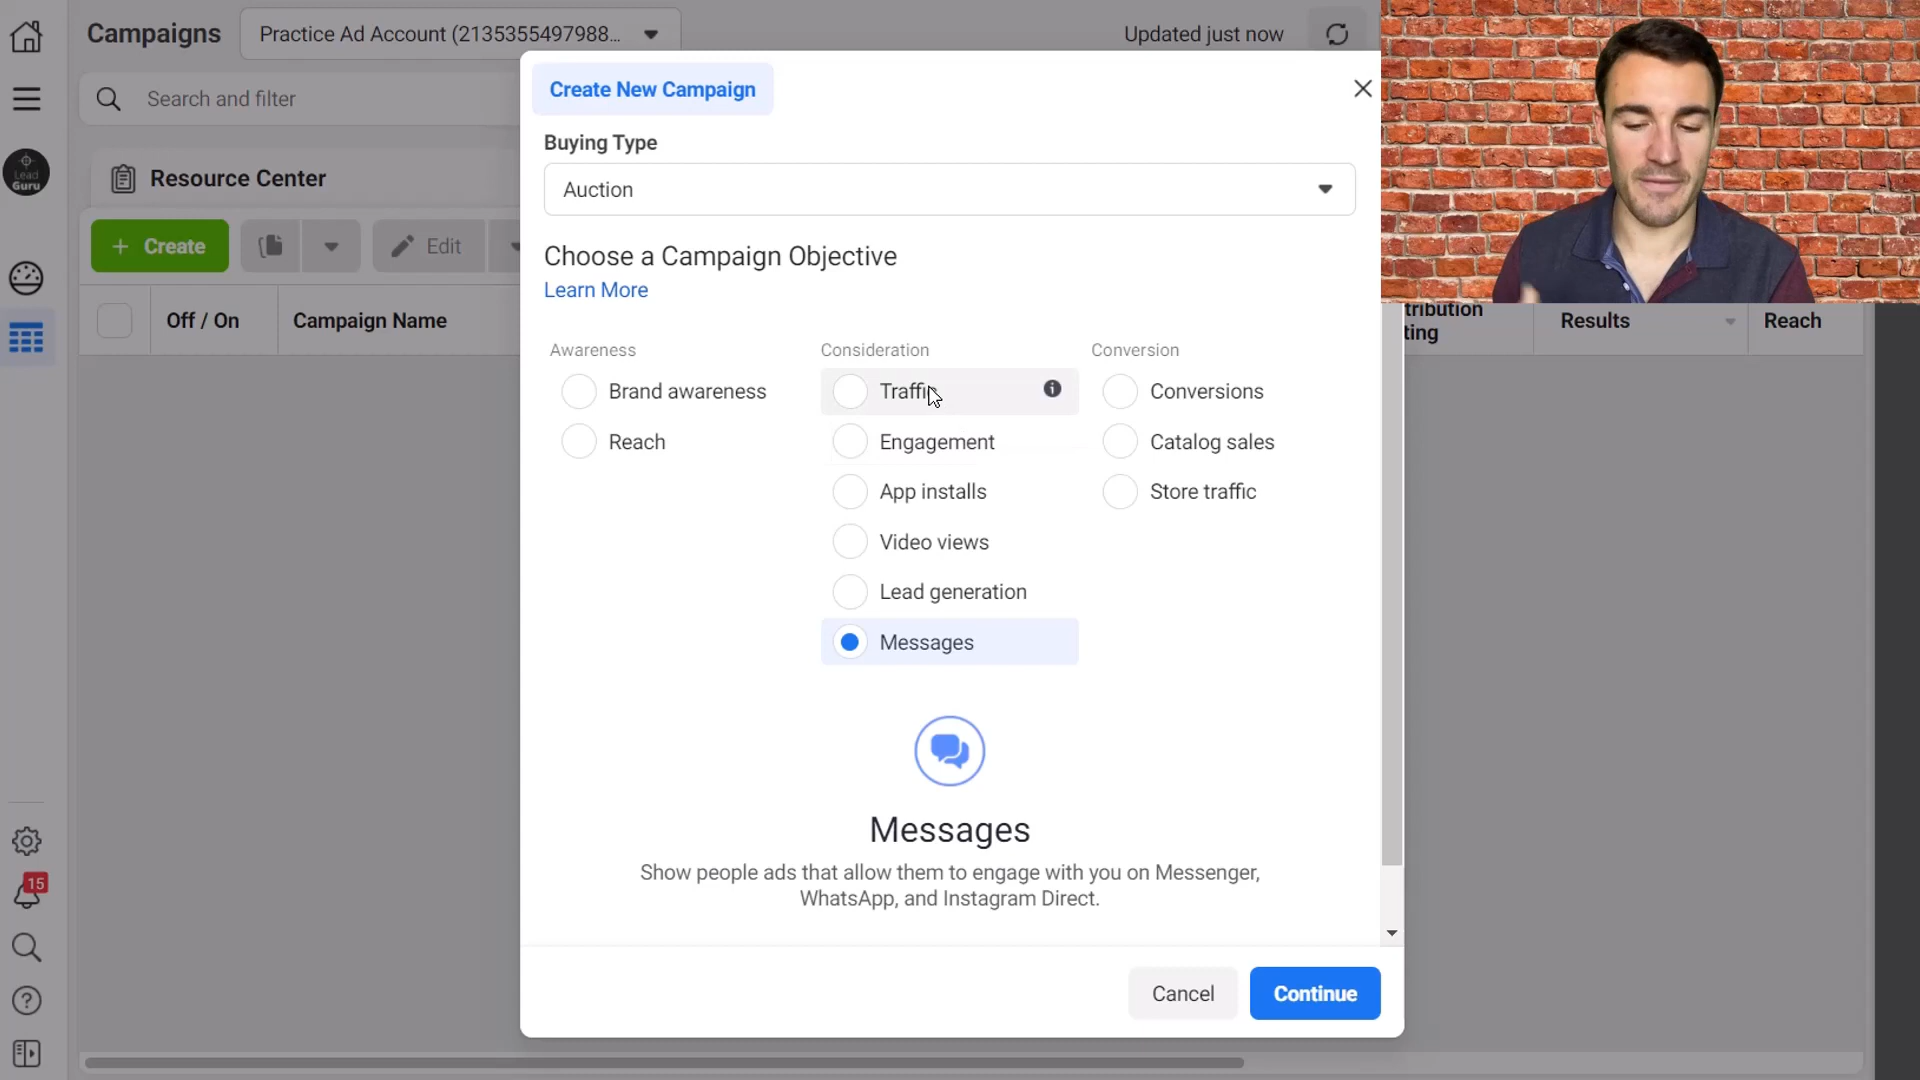 Campaigns
Practice Ad Account (2135355497988...
Updated just now
Search and filter
Lead
Guru
Resource Center
+ Create
Edit
Off / On
Campaign Name
Create New Campaign
Buying Type
Auction
Choose a Campaign Objective
Learn More
Awareness
Brand awareness
Reach
Consideration
Traffic
Engagement
App installs
Video views
Lead generation
Messages
Conversion
Conversions
Catalog sales
Store traffic
Messages
Show people ads that allow them to engage with you on Messenger,
WhatsApp, and Instagram Direct.
Cancel
Continue
tribution
ting
Results
Reach
15